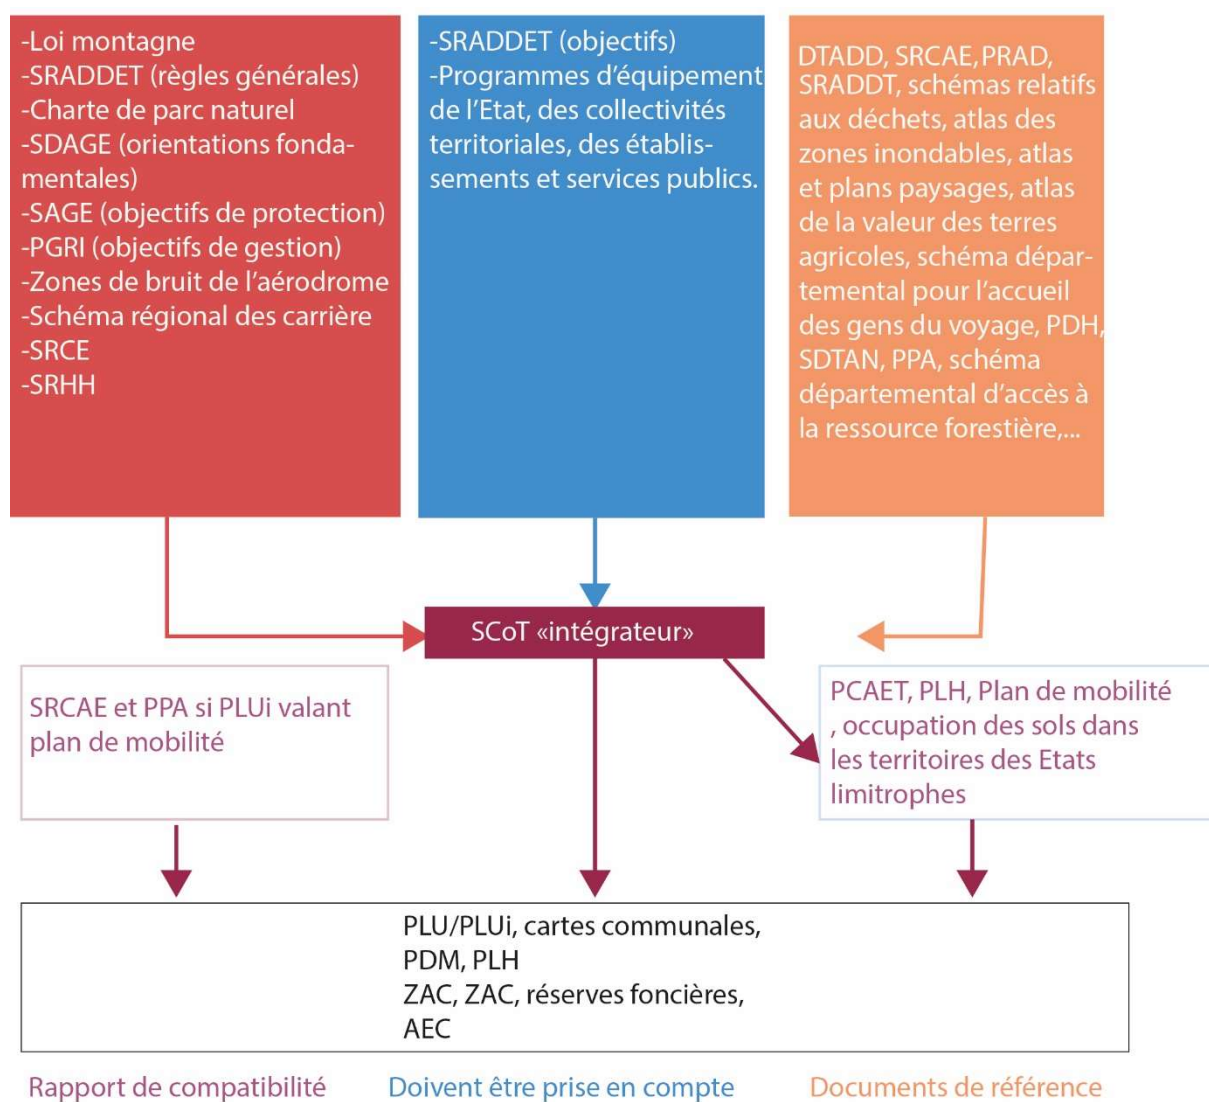 -Loi montagne
-SRADDET (règles générales)
-Charte de parc naturel
-SDAGE (orientations fonda-
mentales)
-SAGE (objectifs de protection)
-PGRI (objectifs de gestion)
-Zones de bruit de l’aérodrome
-Schéma régional des carrière
-SRCE
-SRHH
-SRADDET (objectifs)
-Programmes d’équipement
de l’Etat, des collectivités
territoriales, des établis-
sements et services publics.
DTADD, SRCAE, PRAD,
SRADDT, schémas relatifs
aux déchets, atlas des
zones inondables, atlas
et plans paysages, atlas
de la valeur des terres
agricoles, schéma dépar-
temental pour l’accueil
des gens du voyage, PDH,
SDTAN, PPA, schéma
départemental d’accès à
la ressource forestière,...
SCoT «intégrateur»
SRCAE et PPA si PLUi valant
plan de mobilité
PCAET, PLH, Plan de mobilité
, occupation des sols dans
les territoires des Etats
limitrophes
PLU/PLUi, cartes communales,
PDM, PLH
ZAC, ZAC, réserves foncières,
AEC
Rapport de compatibilité
Doivent être prise en compte
Documents de référence